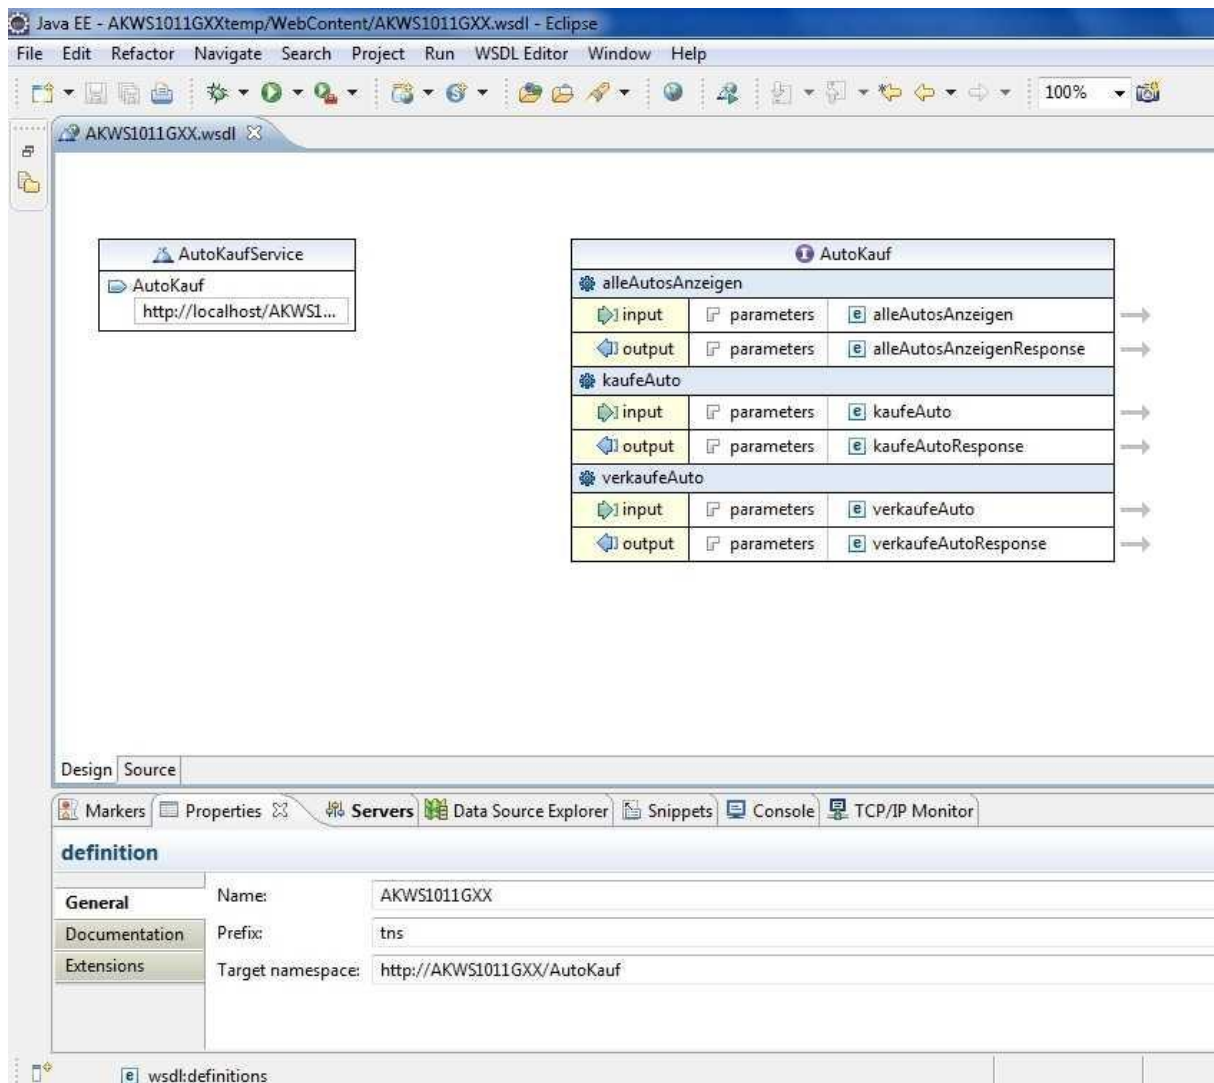 Java EE - AKWS1011GXXtemp/WebContent/AKWS1011GXX.wsdl - Eclipse
File Edit Refactor Navigate Search Project Run WSDL Editor Window Help
100%
AKWS1011GXX.wsdl
AutoKaufService
AutoKauf
http://localhost/AKWS1...
AutoKauf
alleAutosAnzeigen
input parameters alleAutosAnzeigen
output parameters alleAutosAnzeigenResponse
kaufeAuto
input parameters kaufeAuto
output parameters kaufeAutoResponse
verkaufeAuto
input parameters verkaufeAuto
output parameters verkaufeAutoResponse
Design Source
Markers Properties Servers Data Source Explorer Snippets Console TCP/IP Monitor
definition
General
Documentation
Extensions
Name: AKWS1011GXX
Prefix: tns
Target namespace: http://AKWS1011GXX/AutoKauf
wsdl:definitions